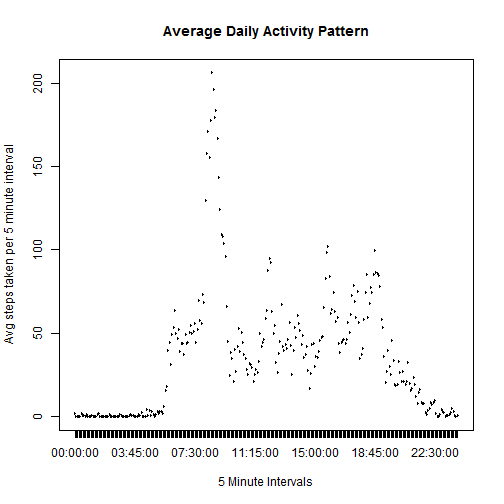 Average Daily Activity Pattern
Avg steps taken per 5 minute interval
200
150
100
50
0
00:00:00 03:45:00 07:30:00 11:15:00 15:00:00 18:45:00 22:30:00
5 Minute Intervals